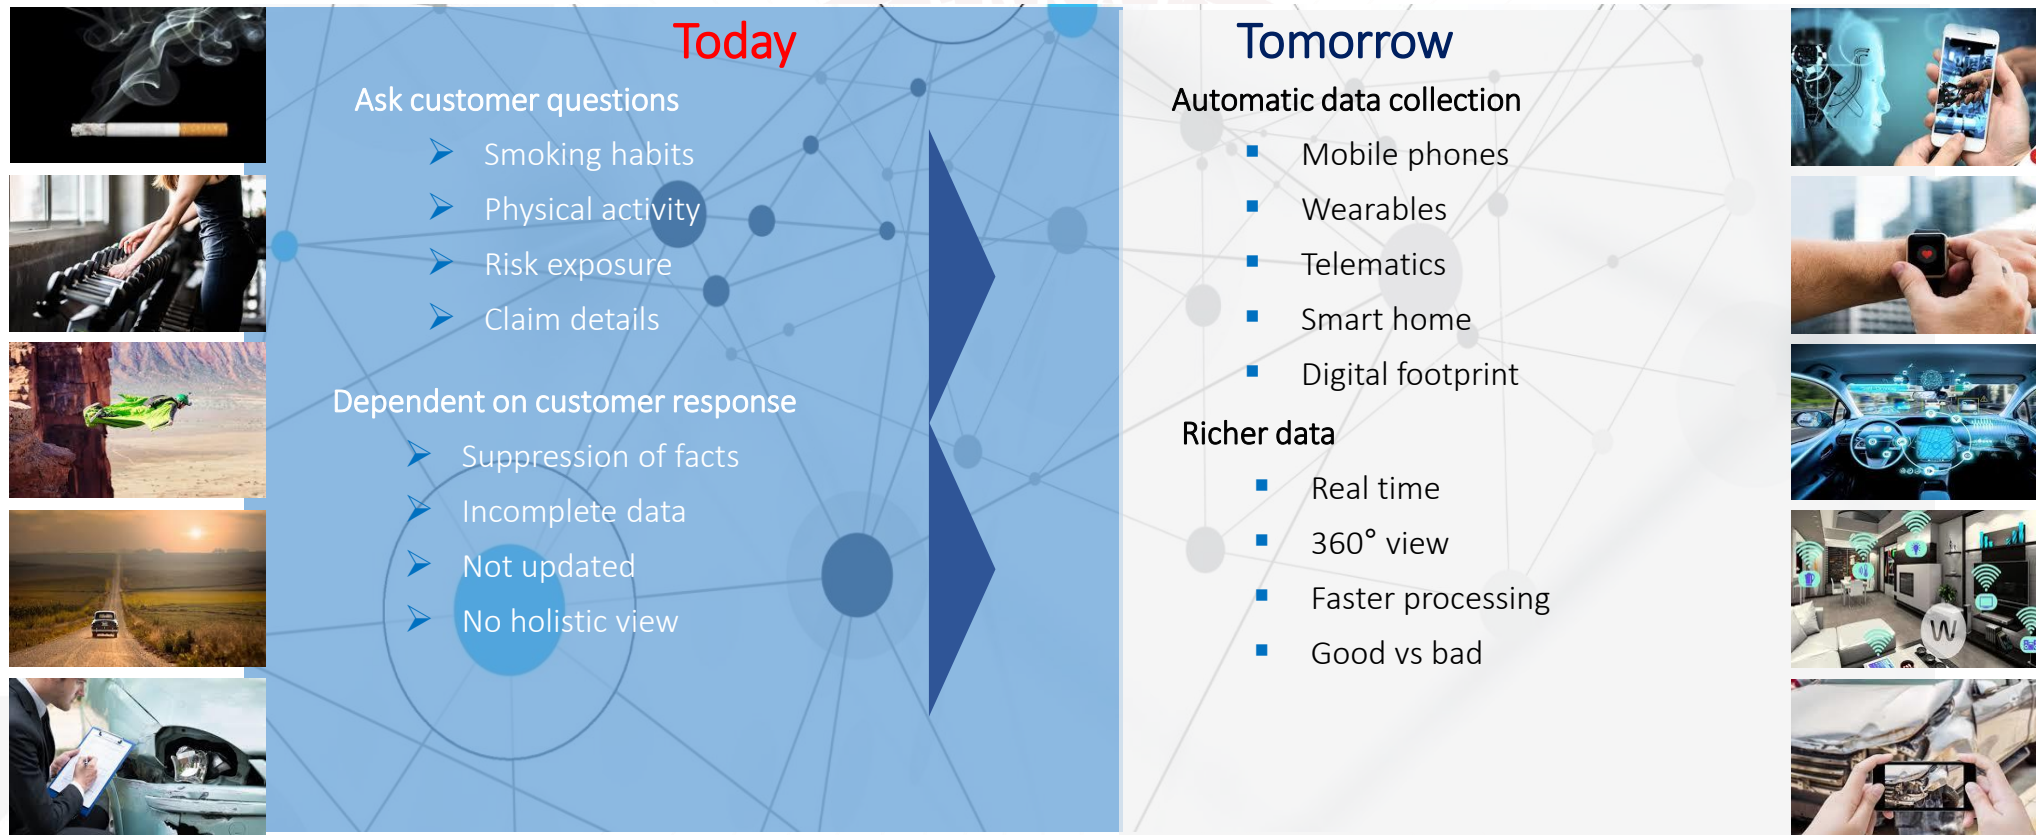 Today
Ask customer questions
Smoking habits
Physical activity
Risk exposure
Claim details
Dependent on customer response
Suppression of facts
Incomplete data
Not updated
No holistic view
Tomorrow
Automatic data collection
Mobile phones
Wearables
Telematics
Smart home
Digital footprint
Richer data
Real time
360° view
Faster processing
Good vs bad
W